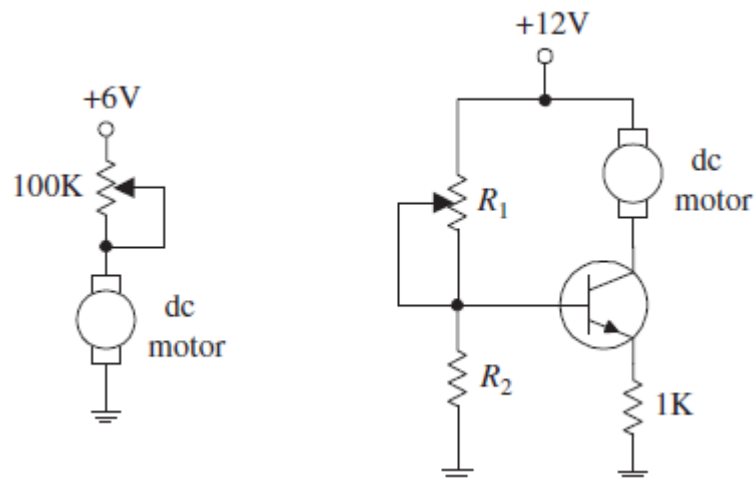 +6V
100K
dc
motor
+12V
R₁
dc
motor
R₂
1K